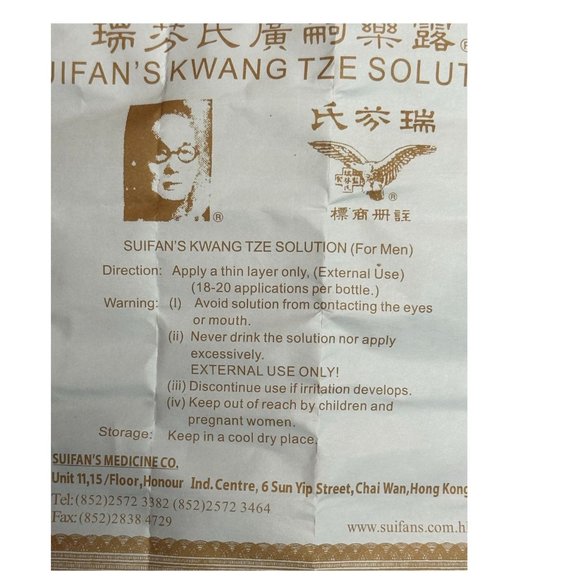 瑞芬氏廣嗣藥露®
UIFAN'S KWANG TZE SOLUT
氏芬瑞
®
®
標商册註
SUIFAN'S KWANG TZE SOLUTION (For Men)
Direction: Apply a thin layer only, (External Use)
(18-20 applications per bottle.)
Warning: (I) Avoid solution from contacting the eyes
or mouth.
(ii) Never drink the solution nor apply
excessively.
EXTERNAL USE ONLY!
(iii) Discontinue use if irritation develops.
(iv) Keep out of reach by children and
pregnant women.
Storage: Keep in a cool dry place.
SUIFAN'S MEDICINE CO.
Unit 11,15 /Floor,Honour Ind. Centre, 6 Sun Yip Street, Chai Wan, Hong Kong
Tel:(852)2572 3382 (852)2572 3464
Fax:(852)2838 4729
www.suifans.com.h